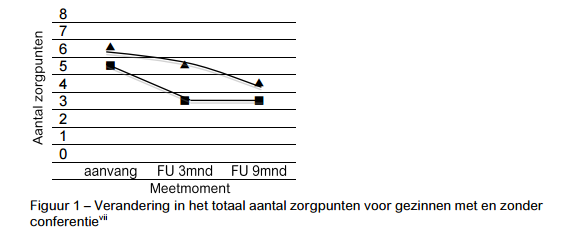 8
7
6
5
4
3
2
1
0
Aantal zorgpunten
aanvang FU 3mnd FU 9mnd
Meetmoment
Figuur 1 – Verandering in het totaal aantal zorgpunten voor gezinnen met en zonder
conferentievii